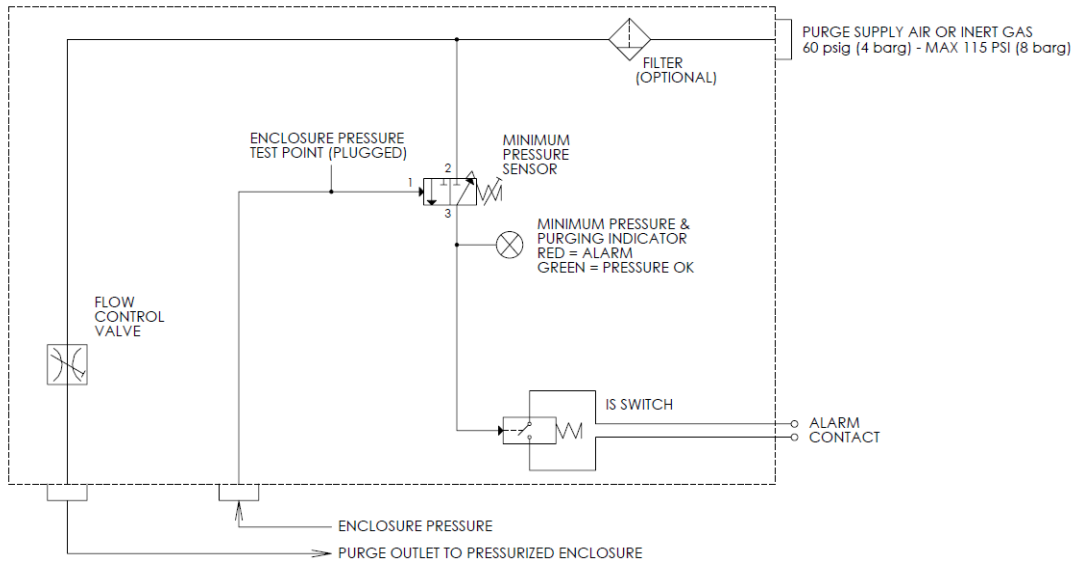 PURGE SUPPLY AIR OR INERT GAS
60 psig (4 barg) - MAX 115 PSI (8 barg)
FILTER
(OPTIONAL)
ENCLOSURE PRESSURE
TEST POINT (PLUGGED)
MINIMUM
PRESSURE
SENSOR
2
1
3
MINIMUM PRESSURE &
PURGING INDICATOR
RED = ALARM
GREEN = PRESSURE OK
FLOW
CONTROL
VALVE
IS SWITCH
ALARM
CONTACT
ENCLOSURE PRESSURE
PURGE OUTLET TO PRESSURIZED ENCLOSURE